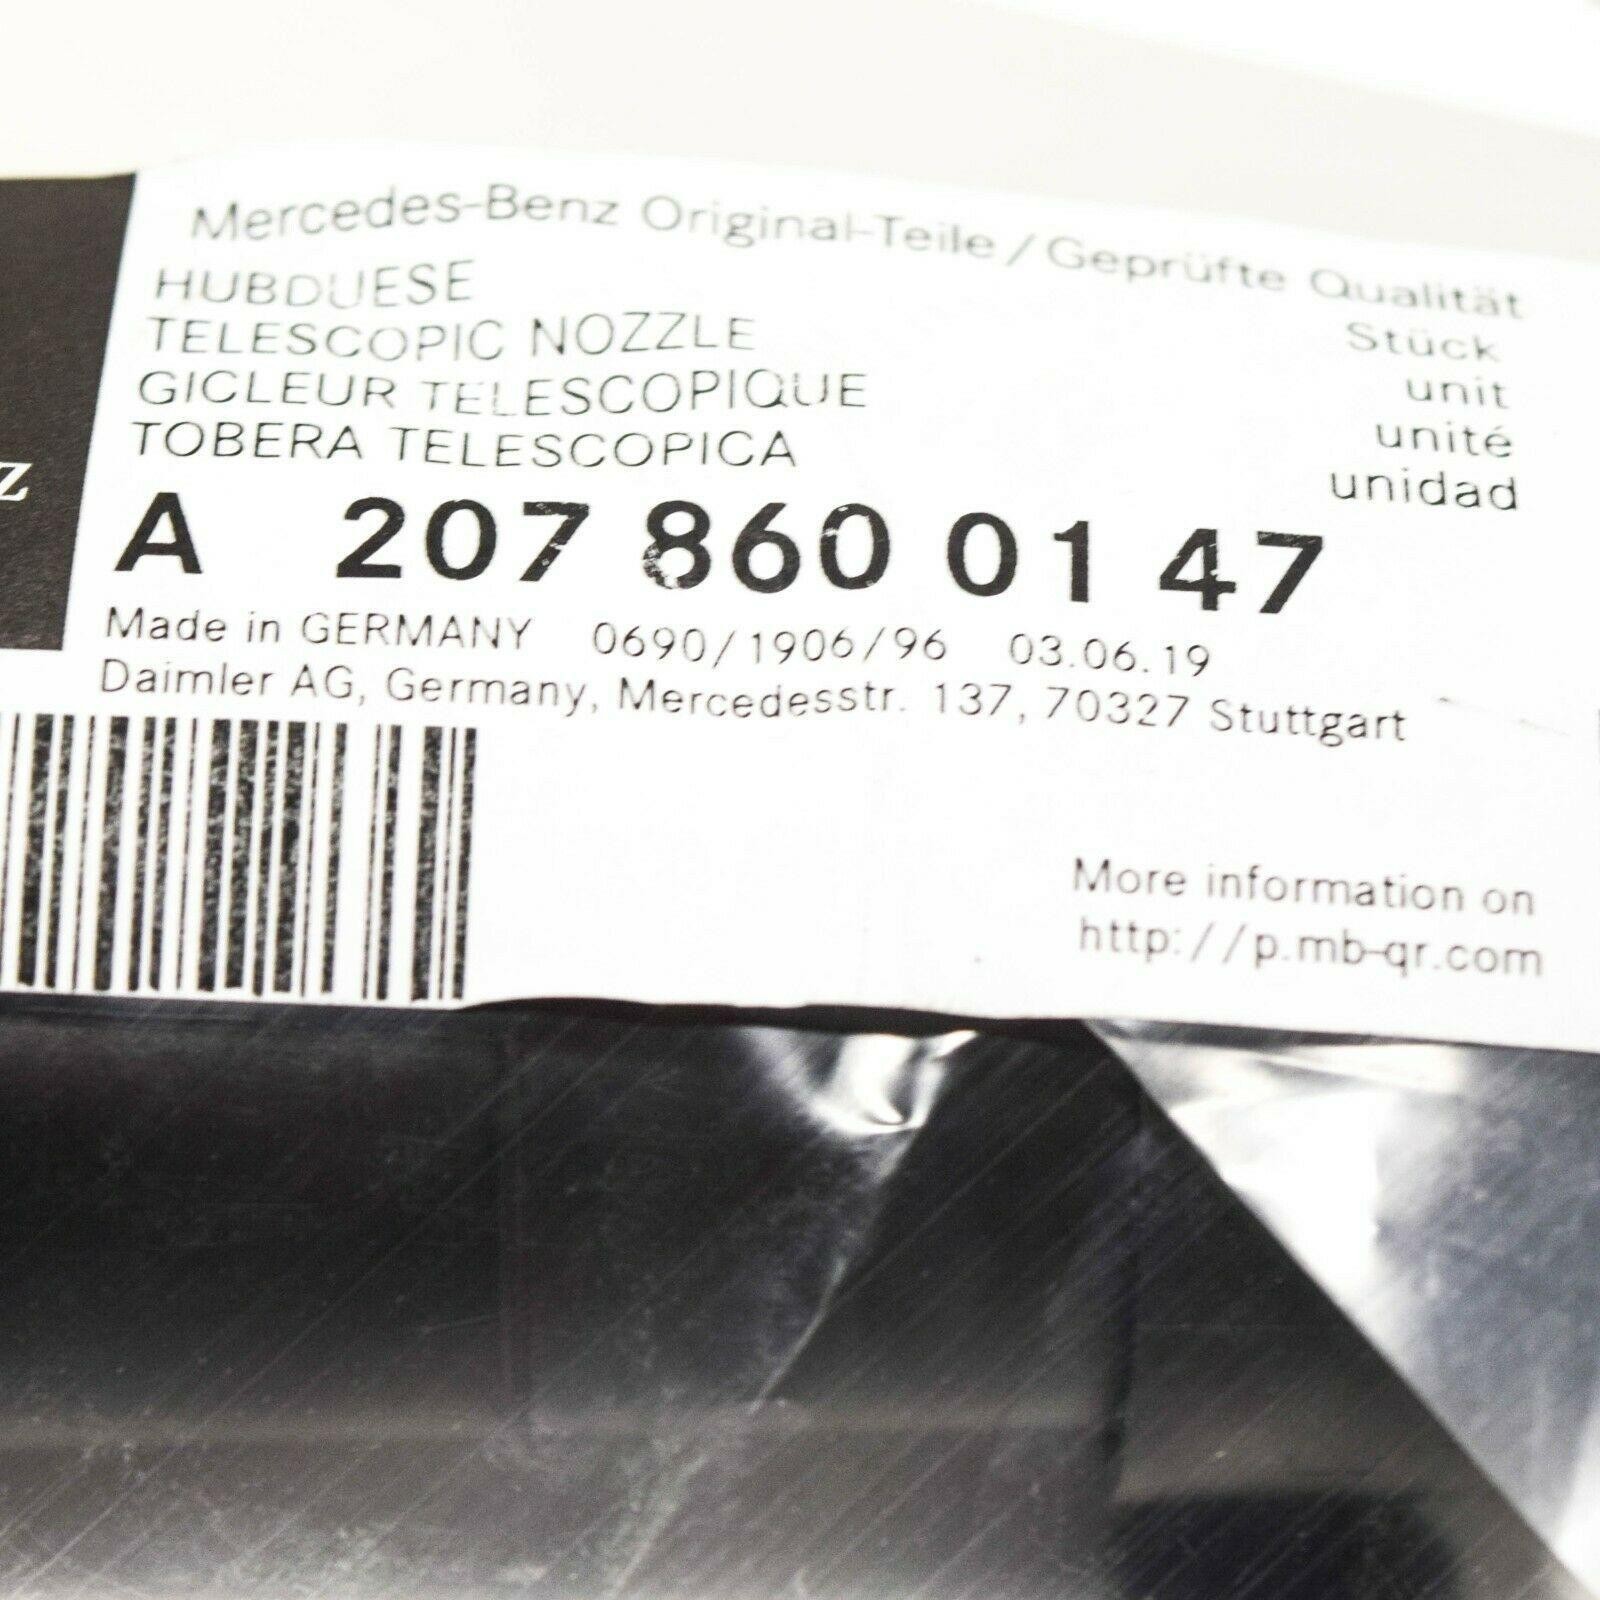 Mercedes-Benz Original-Teile / Geprüfte Qualität
HUBDUESE
TELESCOPIC NOZZLE
GICLEUR TELESCOPIQUE
TOBERA TELESCOPICA
Stück
unit
unité
unidad
z
A 207 860 01 47
Made in GERMANY 0690/1906/96 03.06.19
Daimler AG, Germany, Mercedesstr. 137, 70327 Stuttgart
More information on
http://p.mb-qr.com